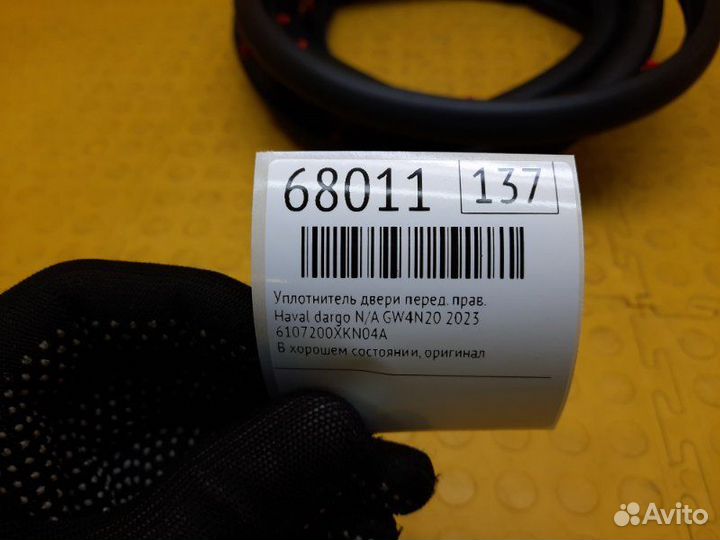 68011 137
Уплотнитель двери перед. прав.
Haval dargo N/A GW4N20 2023
6107200XKN04A
В хорошем состоянии, оригинал
Avito